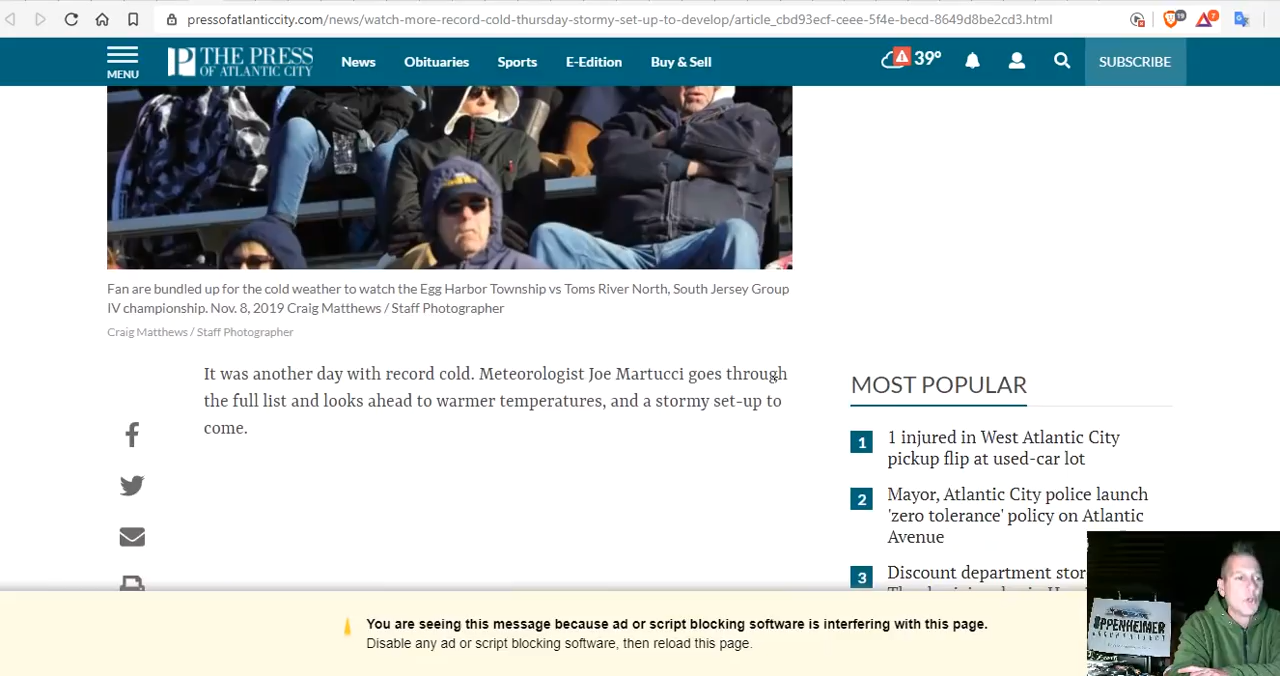 pressofatlanticcity.com/news/watch-more-record-cold-thursday-stormy-set-up-to-develop/article_cbd93ecf-ceee-5f4e-becd-8649d8be2cd3.html
19
MENU
THE PRESS
OF ATLANTIC CITY
News
Obituaries
Sports
E-Edition
Buy & Sell
39°
SUBSCRIBE
Fan are bundled up for the cold weather to watch the Egg Harbor Township vs Toms River North, South Jersey Group
IV championship. Nov. 8, 2019 Craig Matthews / Staff Photographer
Craig Matthews / Staff Photographer
It was another day with record cold. Meteorologist Joe Martucci goes through
the full list and looks ahead to warmer temperatures, and a stormy set-up to
come.
MOST POPULAR
1 1 injured in West Atlantic City
pickup flip at used-car lot
2 Mayor, Atlantic City police launch
'zero tolerance' policy on Atlantic
Avenue
3 Discount department stor
You are seeing this message because ad or script blocking software is interfering with this page.
Disable any ad or script blocking software, then reload this page.
OPPENHEIMER